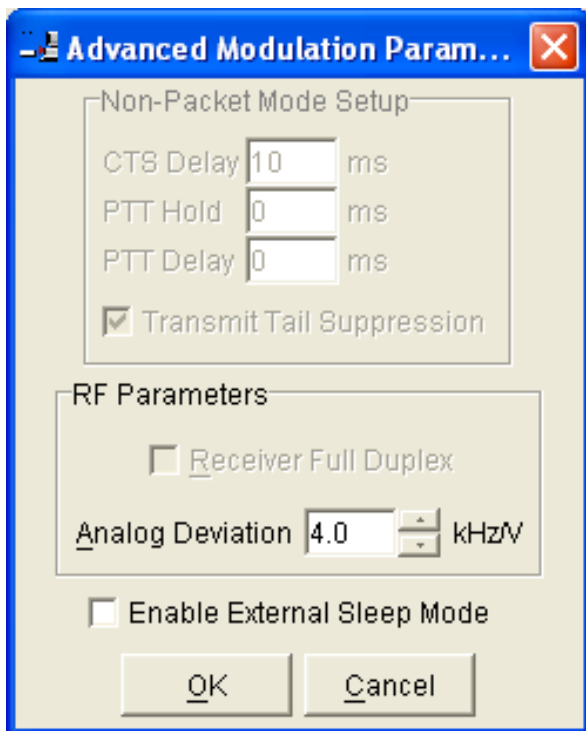 Advanced Modulation Param...
Non-Packet Mode Setup
CTS Delay 10 ms
PTT Hold 0 ms
PTT Delay 0 ms
Transmit Tail Suppression
RF Parameters
Receiver Full Duplex
Analog Deviation 4.0 kHz/V
Enable External Sleep Mode
OK Cancel